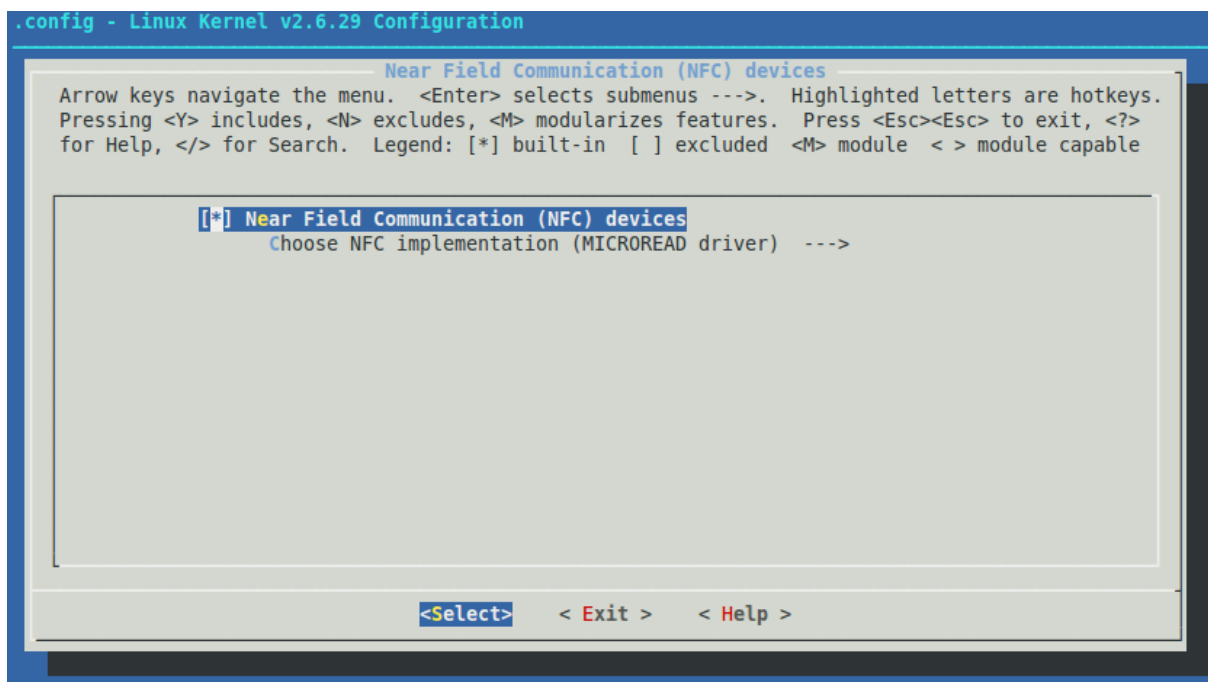 .config - Linux Kernel v2.6.29 Configuration
Near Field Communication (NFC) devices
Arrow keys navigate the menu.  <Enter> selects submenus --->.  Highlighted letters are hotkeys.
Pressing <Y> includes, <N> excludes, <M> modularizes features.  Press <Esc><Esc> to exit, <?>
for Help, </> for Search.  Legend: [*] built-in  [ ] excluded  <M> module  < > module capable
[*] Near Field Communication (NFC) devices
Choose NFC implementation (MICROREAD driver)  --->
<Select>    < Exit >    < Help >